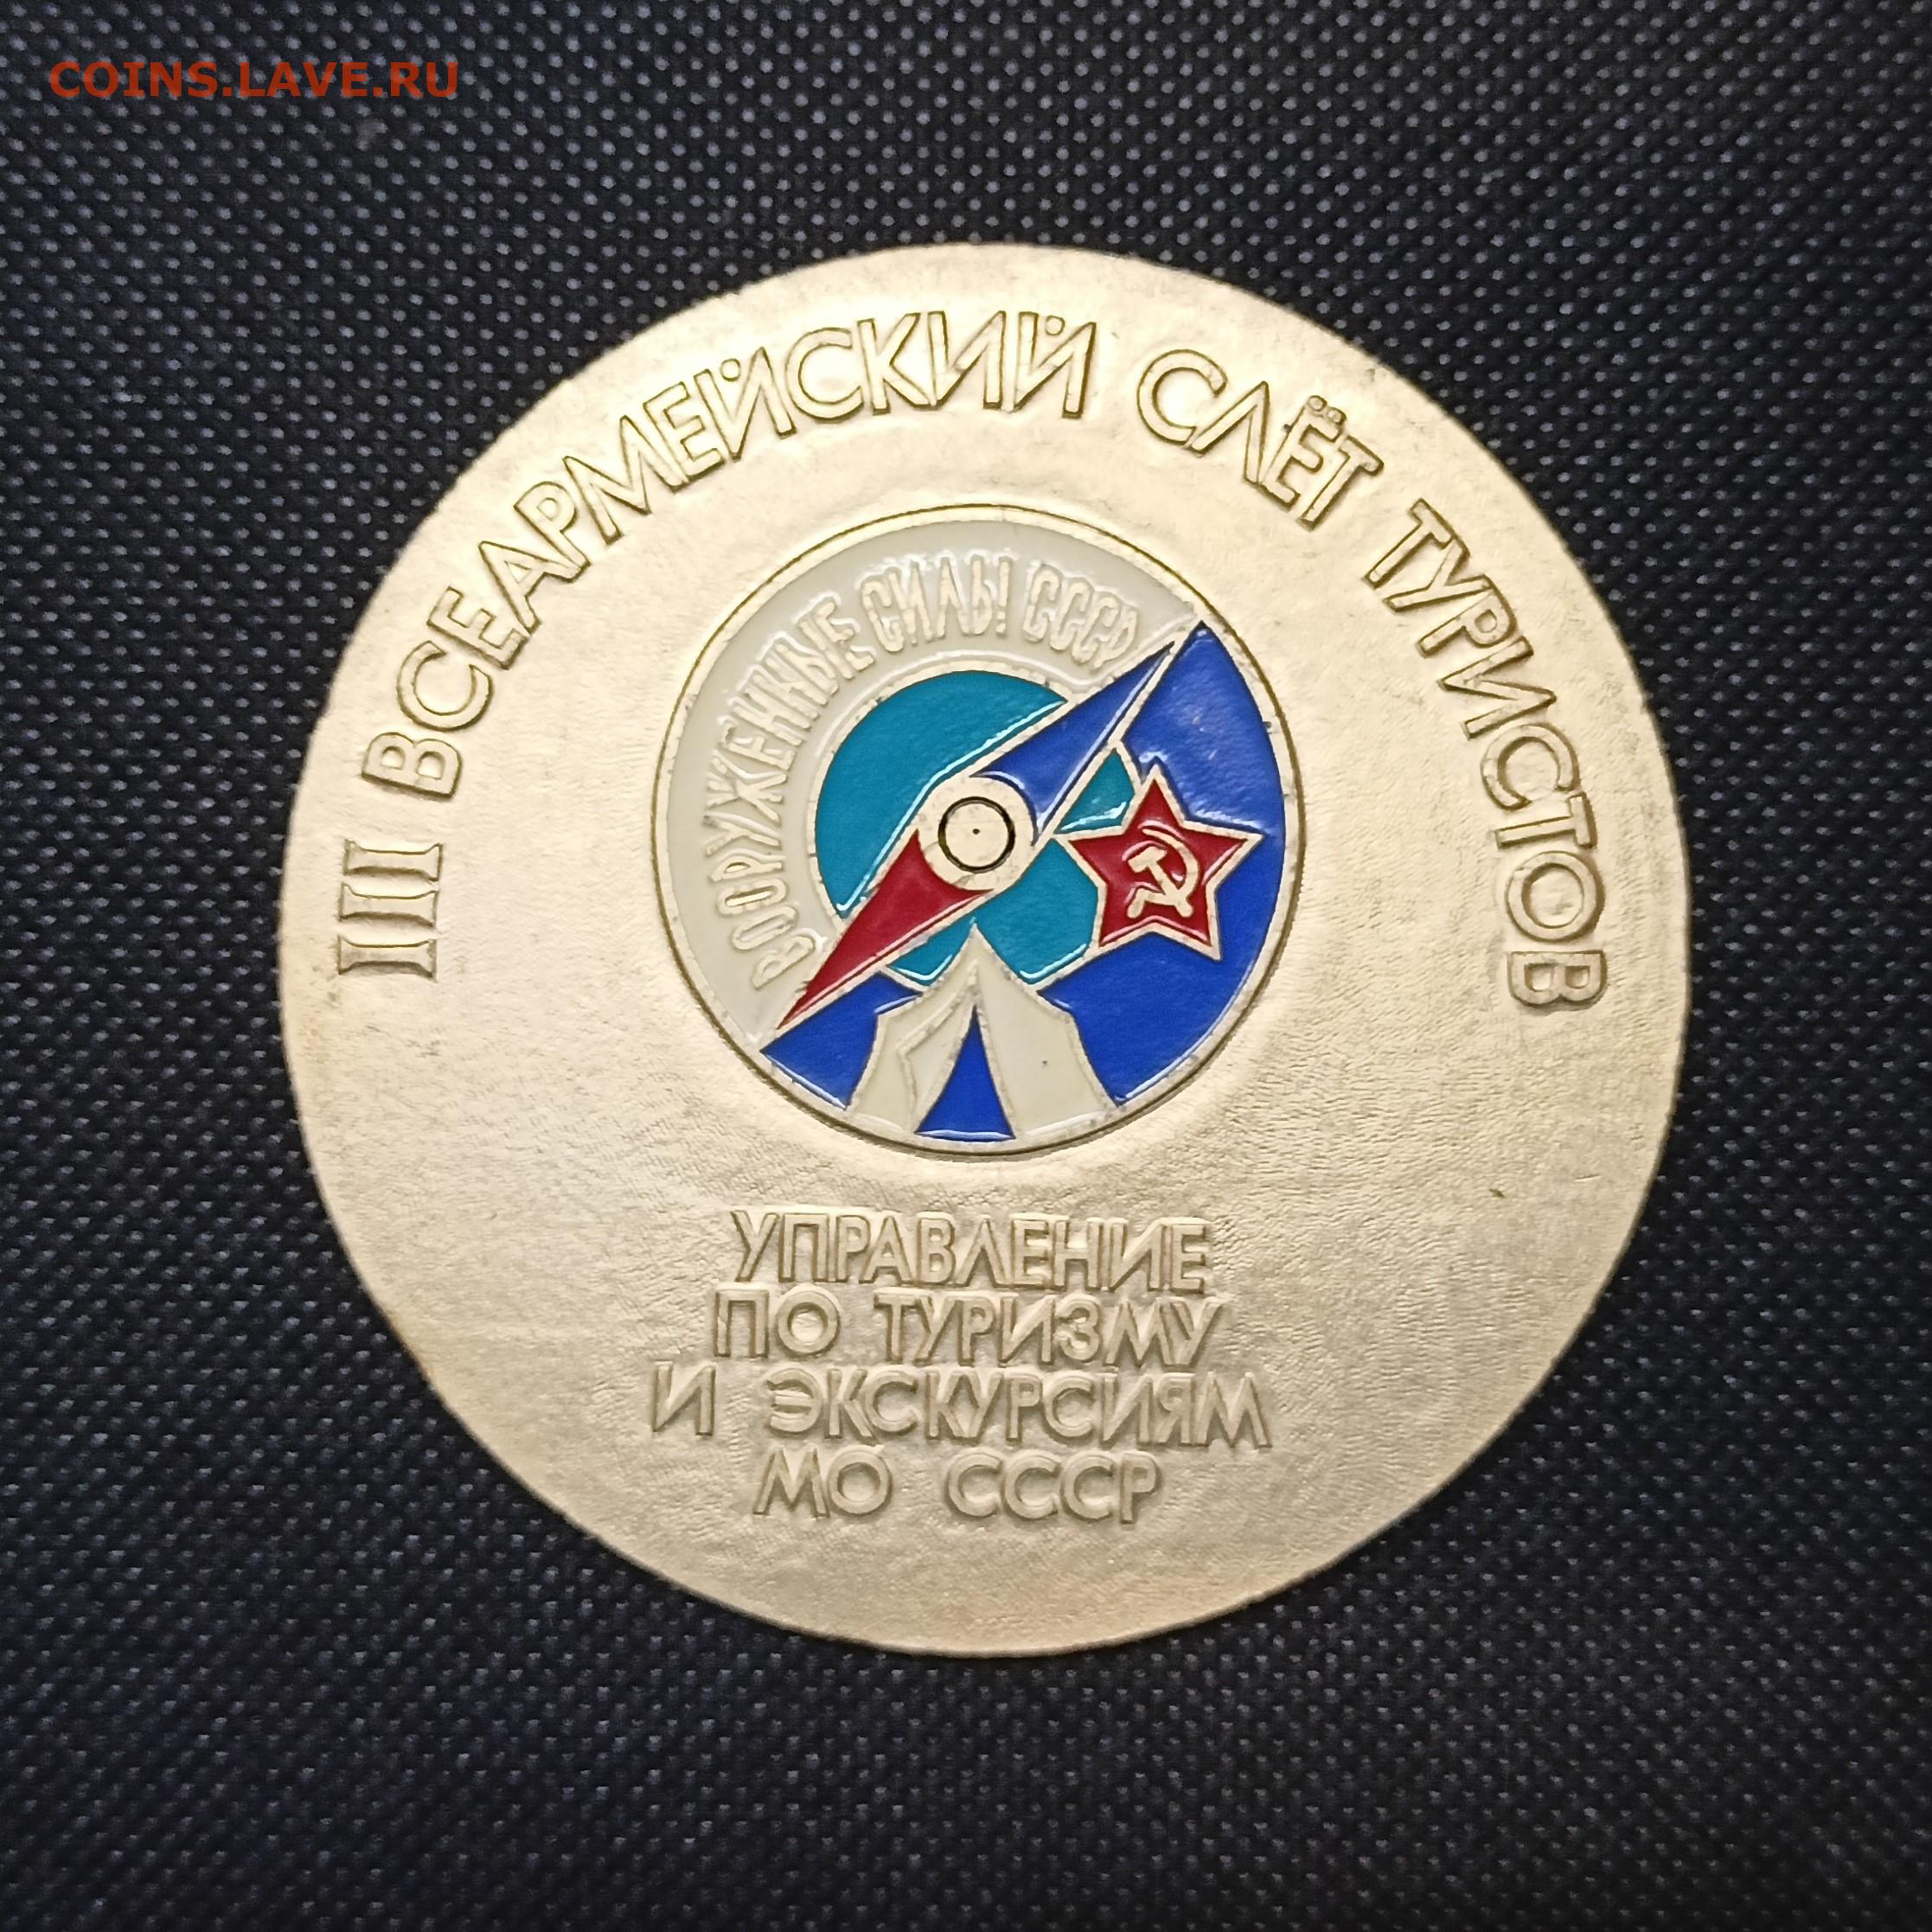 COINS.LAVE.RU
III ВСЕАРМЕЙСКИЙ СЛЁТ ТУРИСТОВ
ВООРУЖЕННЫЕ СИЛЫ СССР
УПРАВЛЕНИЕ
ПО ТУРИЗМУ
И ЭКСКУРСИЯМ
МО СССР